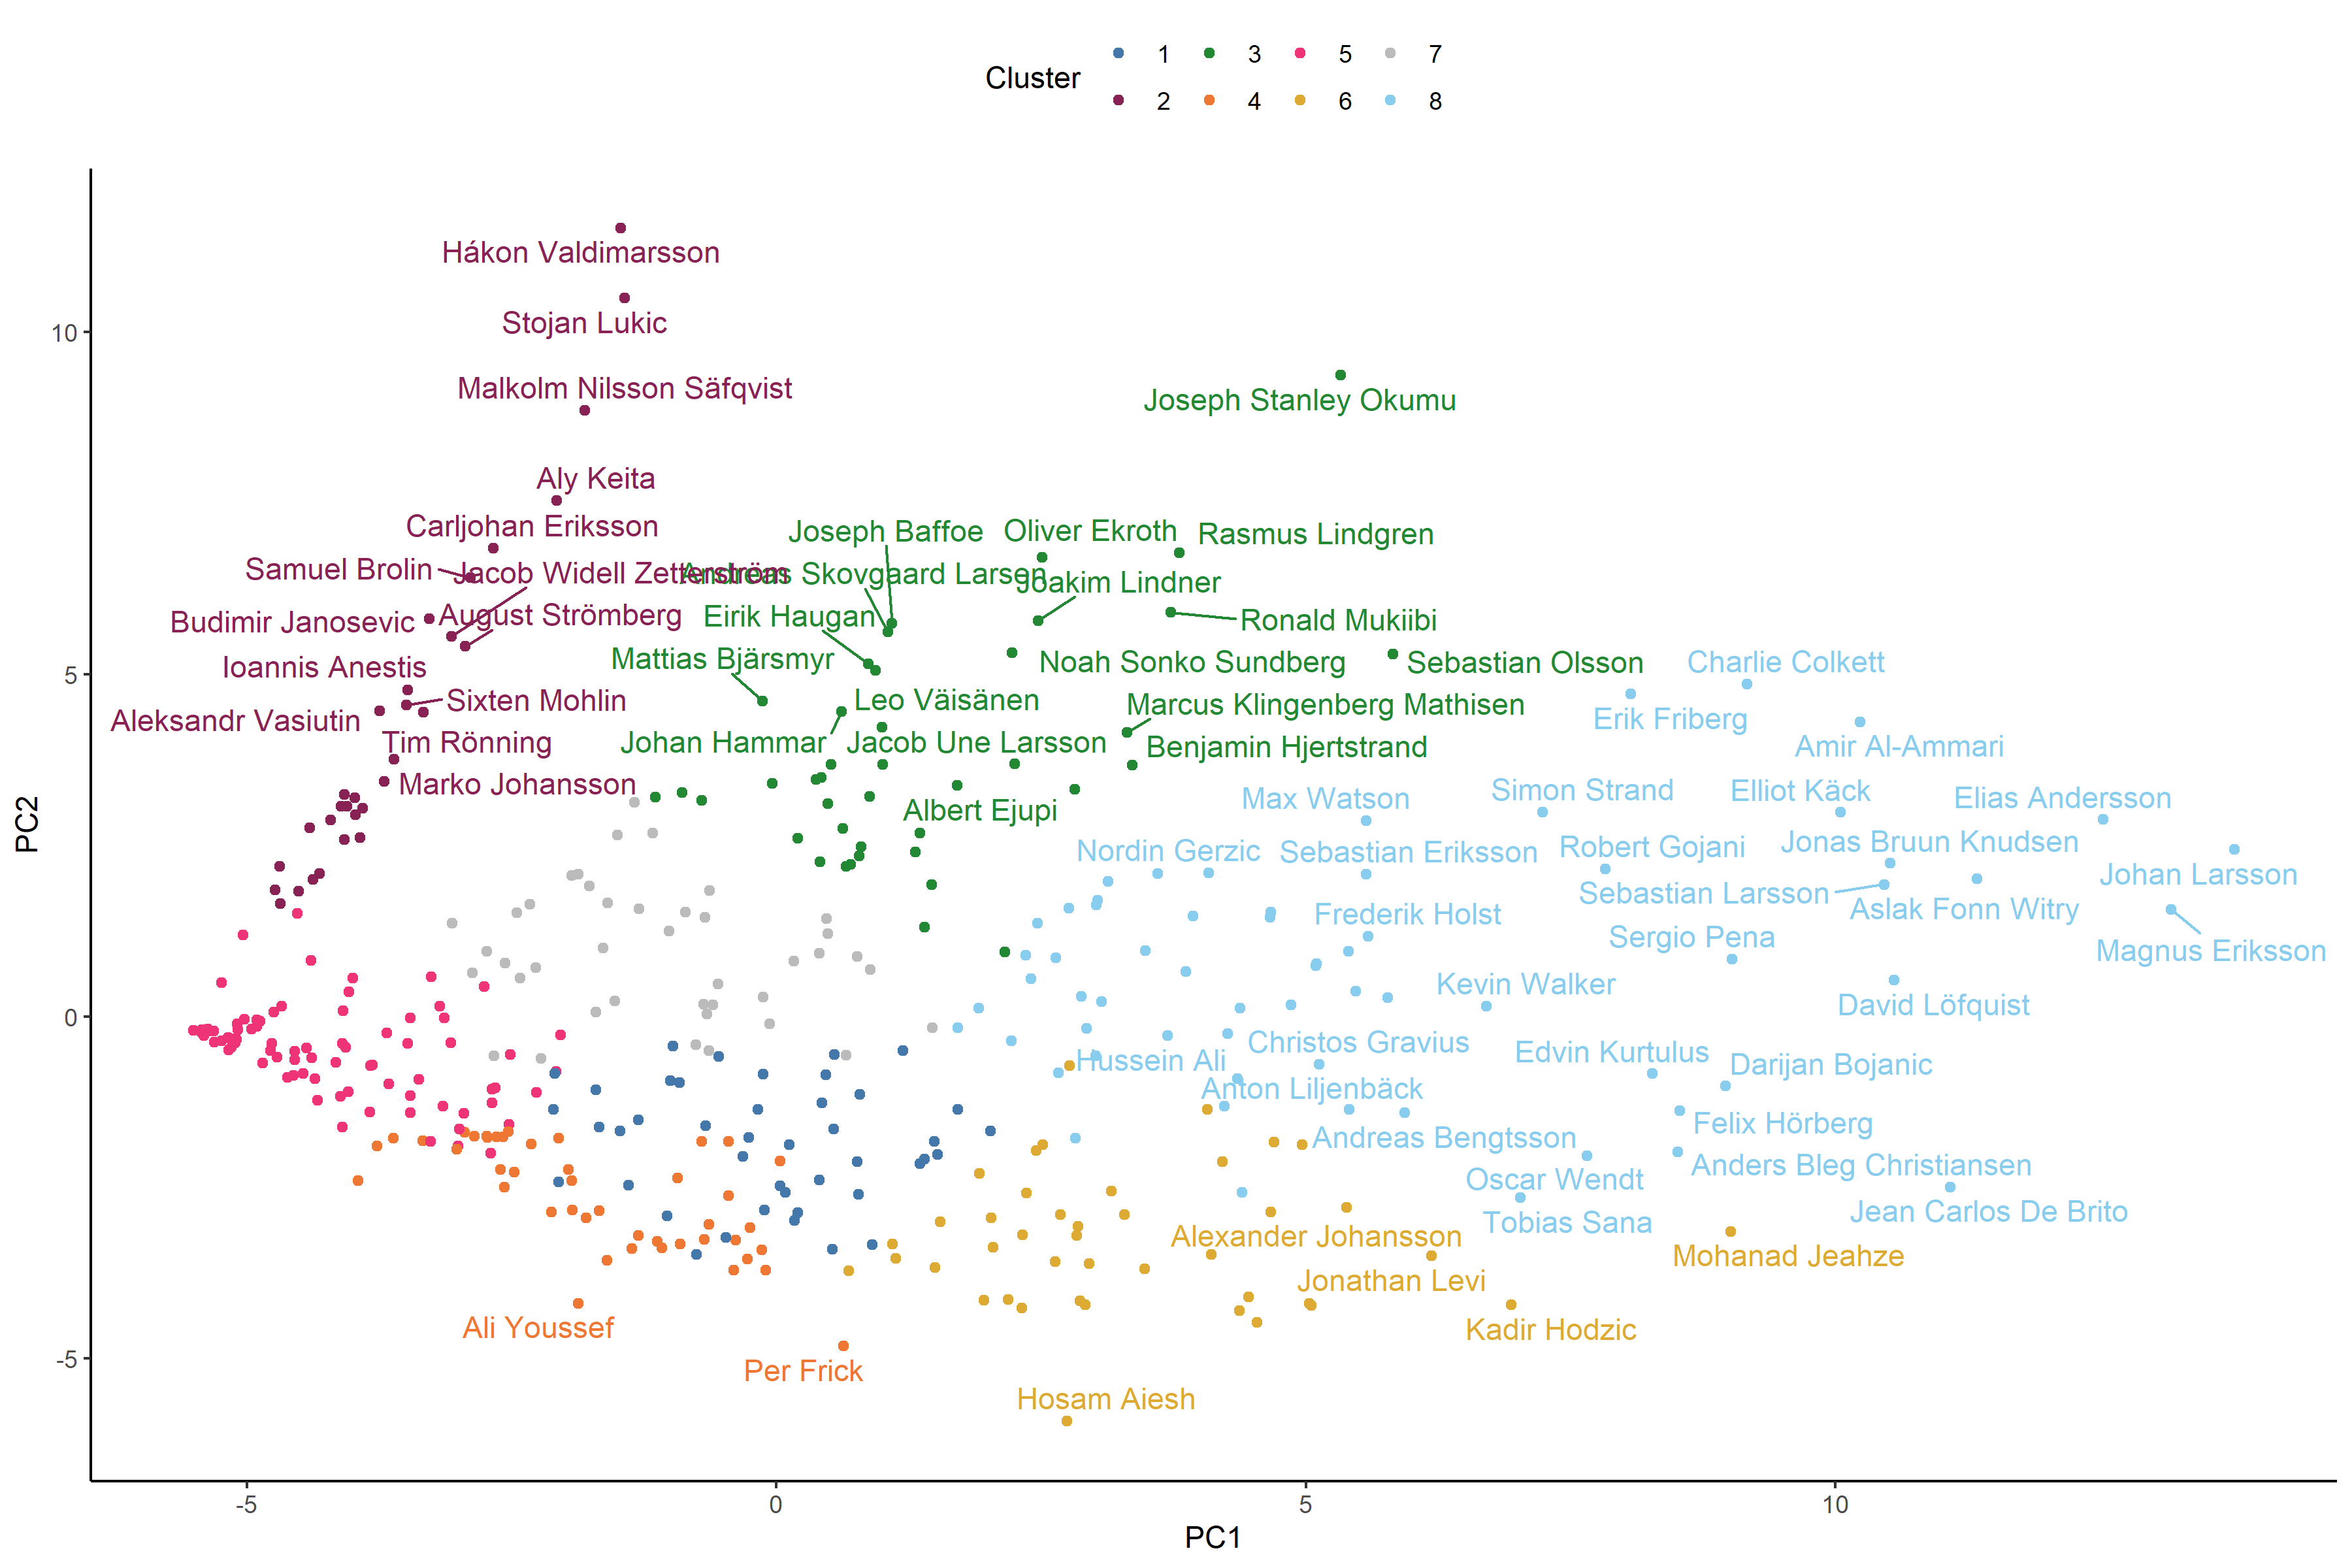 Cluster
1
3
5
7
2
4
6
8
Hákon Valdimarsson
Stojan Lukic
Malkolm Nilsson Säfqvist
Joseph Stanley Okumu
Aly Keita
Carljohan Eriksson
Joseph Baffoe
Oliver Ekroth
Rasmus Lindgren
Samuel Brolin
Jacob Widell Zetterström
Andreas Skovgaard Larsen
Joakim Lindner
Budimir Janosevic
August Strömberg
Eirik Haugan
Ronald Mukiibi
Ioannis Anestis
Mattias Bjärsmyr
Noah Sonko Sundberg
Sebastian Olsson
Charlie Colkett
Sixten Mohlin
Leo Väisänen
Marcus Klingenberg Mathisen
Erik Friberg
Aleksandr Vasiutin
Tim Rönning
Johan Hammar
Jacob Une Larsson
Benjamin Hjertstrand
Amir Al-Ammari
Marko Johansson
Albert Ejupi
Max Watson
Simon Strand
Elliot Käck
Elias Andersson
Nordin Gerzic
Sebastian Eriksson
Robert Gojani
Jonas Bruun Knudsen
Johan Larsson
Sebastian Larsson
Frederik Holst
Aslak Fonn Witry
Sergio Pena
Magnus Eriksson
Kevin Walker
David Löfquist
Christos Gravius
Edvin Kurtulus
Hussein Ali
Darijan Bojanic
Anton Liljenbäck
Felix Hörberg
Andreas Bengtsson
Anders Bleg Christiansen
Oscar Wendt
Jean Carlos De Brito
Tobias Sana
Alexander Johansson
Mohanad Jeahze
Jonathan Levi
Ali Youssef
Kadir Hodzic
Per Frick
Hosam Aiesh
10
5
0
-5
PC2
-5
0
5
10
PC1